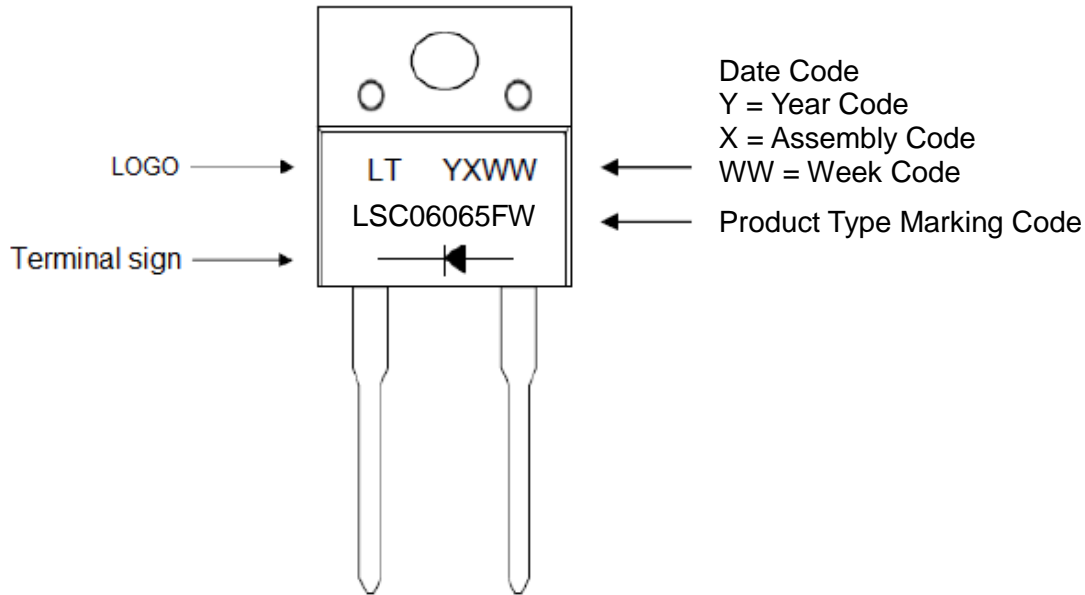 Date Code
Y = Year Code
X = Assembly Code
WW = Week Code
LOGO
LT YXWW
LSC06065FW
Product Type Marking Code
Terminal sign